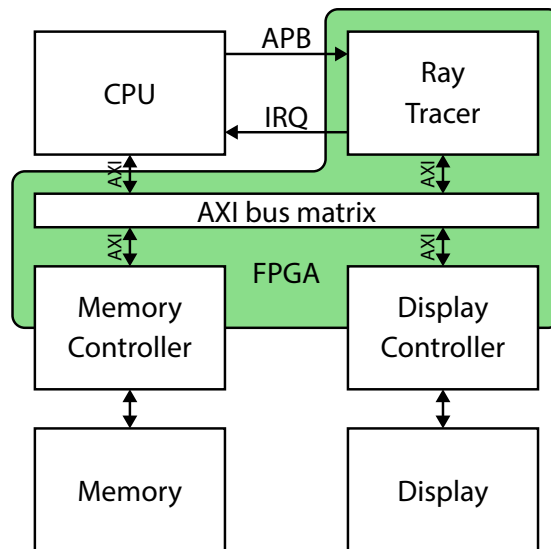 APB
CPU
Ray
Tracer
IRQ
AXI
AXI
AXI bus matrix
AXI
AXI
FPGA
Memory
Controller
Display
Controller
Memory
Display